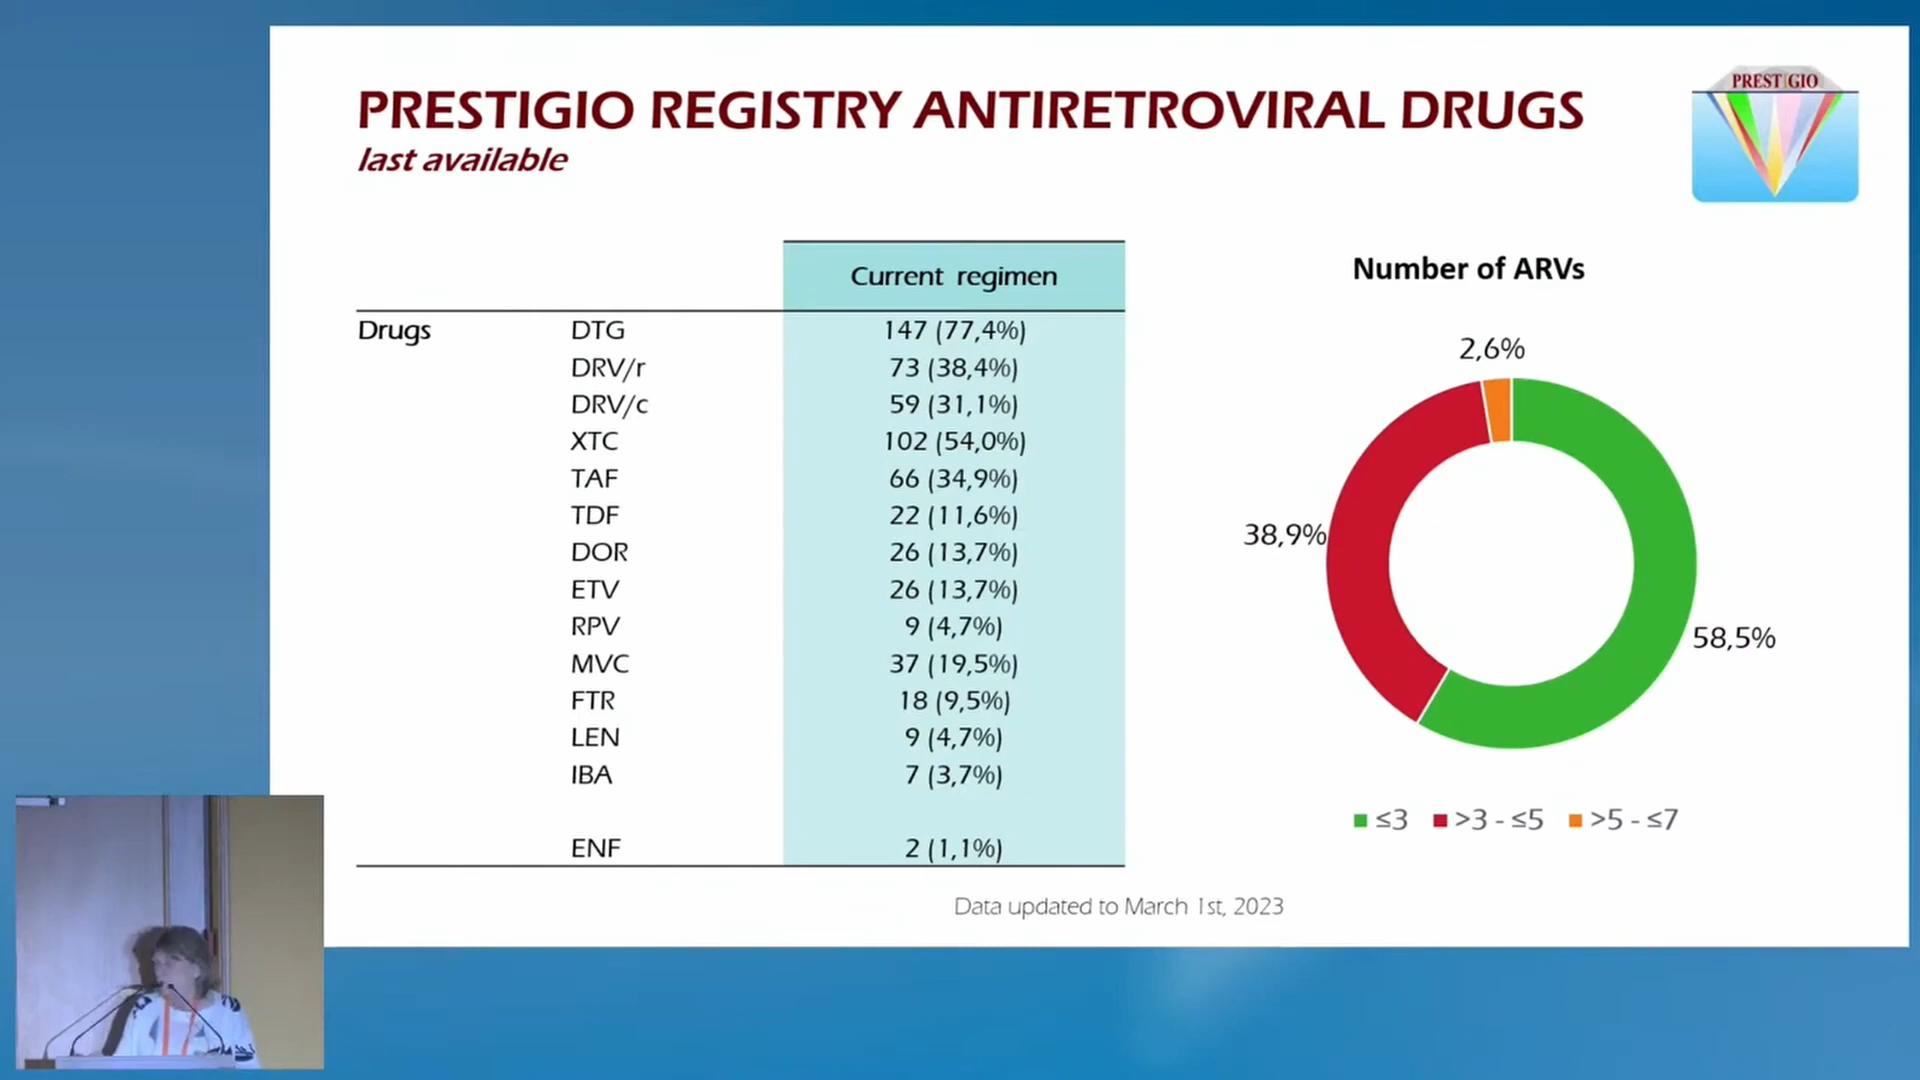 PRESTIGIO REGISTRY ANTIRETROVIRAL DRUGS
last available
PRESTIGIO
Current regimen
Drugs DTG 147 (77,4%)
DRV/r 73 (38,4%)
DRV/c 59 (31,1%)
XTC 102 (54,0%)
TAF 66 (34,9%)
TDF 22 (11,6%)
DOR 26 (13,7%)
ETV 26 (13,7%)
RPV 9 (4,7%)
MVC 37 (19,5%)
FTR 18 (9,5%)
LEN 9 (4,7%)
IBA 7 (3,7%)
ENF 2 (1,1%)
Number of ARVs
2,6%
38,9%
58,5%
≤3 >3 - ≤5 >5 - ≤7
Data updated to March 1st, 2023